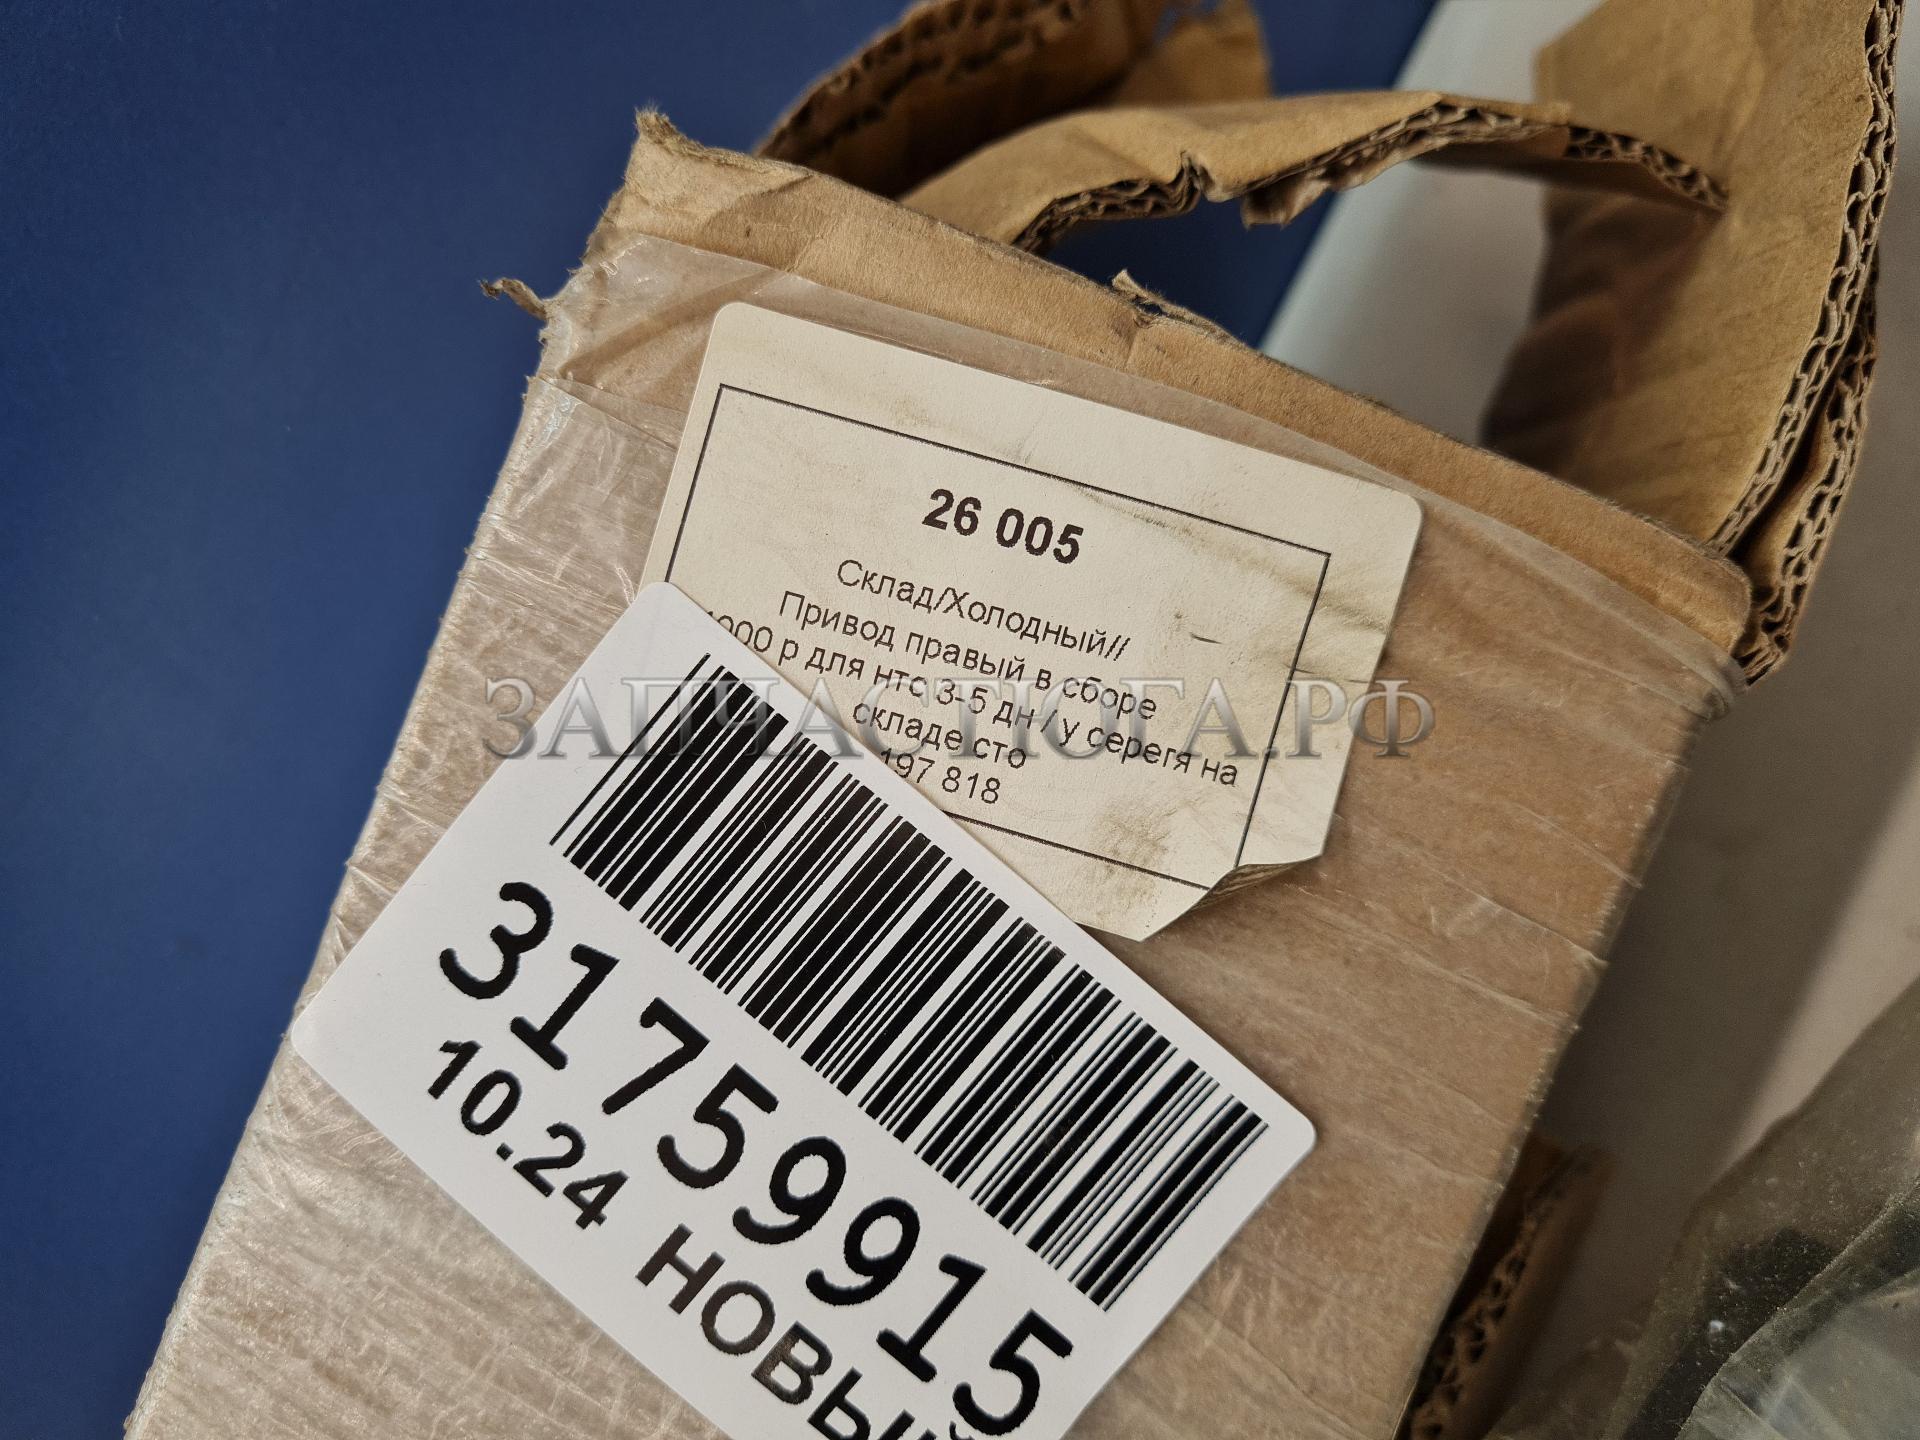 26 005
Склад/Холодный//
Привод правый в сборе
000 р для нтс 3-5 дн / у серегя на
складе сто
197 818
ЗАПЧАСТЮГА.РФ
31759915
10.24 НОВЫЙ